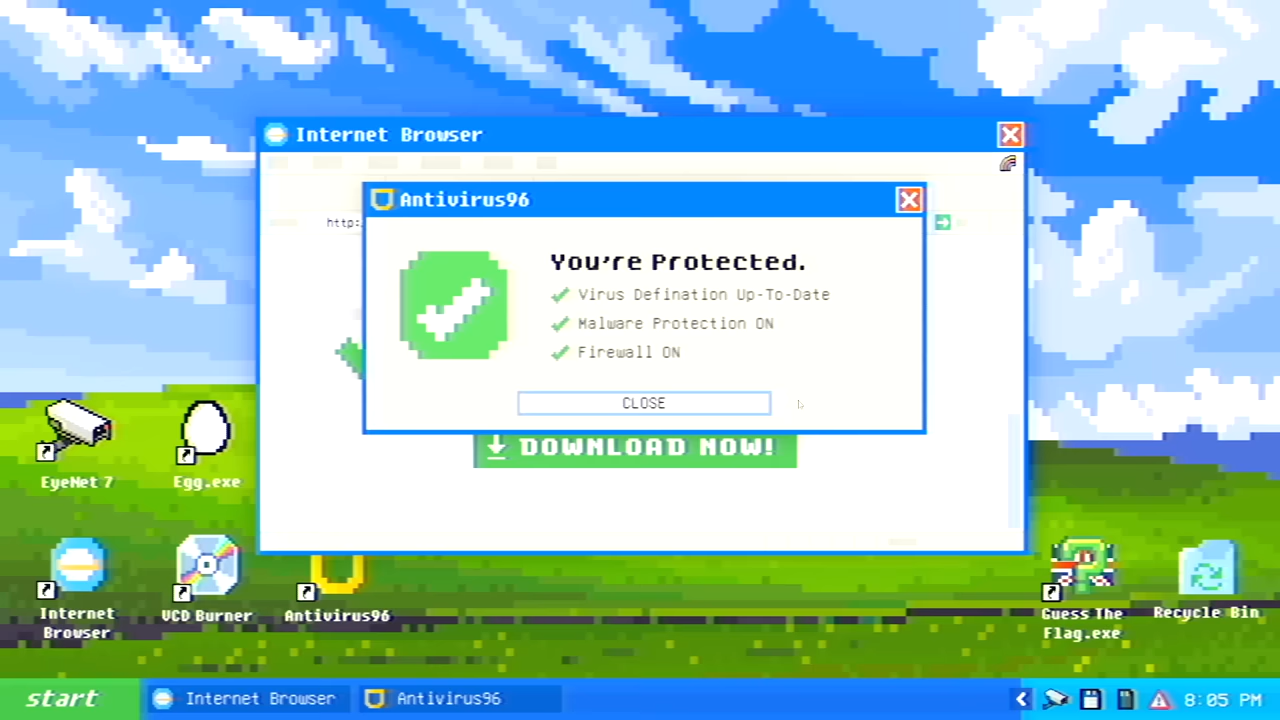 Internet Browser
http:
Antivirus96
You're Protected.
Virus Defination Up-To-Date
Malware Protection ON
Firewall ON
CLOSE
DOWNLOAD NOW!
EyeNet 7
Egg.exe
Internet
Browser
VCD Burner
Antivirus96
Guess The
Flag.exe
Recycle Bin
start
Internet Browser
Antivirus96
8:05 PM